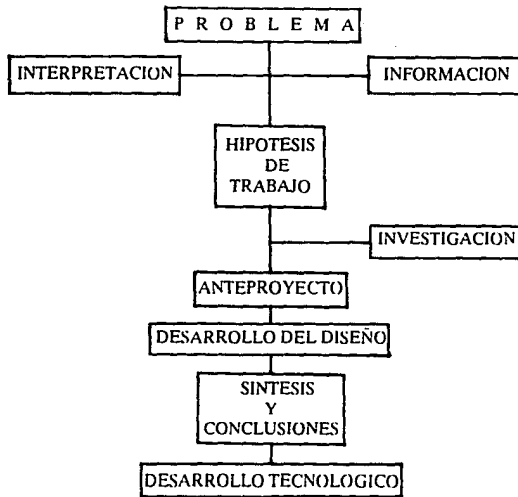 P R O B L E M A
INTERPRETACION
INFORMACION
HIPOTESIS
DE
TRABAJO
INVESTIGACION
ANTEPROYECTO
DESARROLLO DEL DISEÑO
SINTESIS
Y
CONCLUSIONES
DESARROLLO TECNOLOGICO